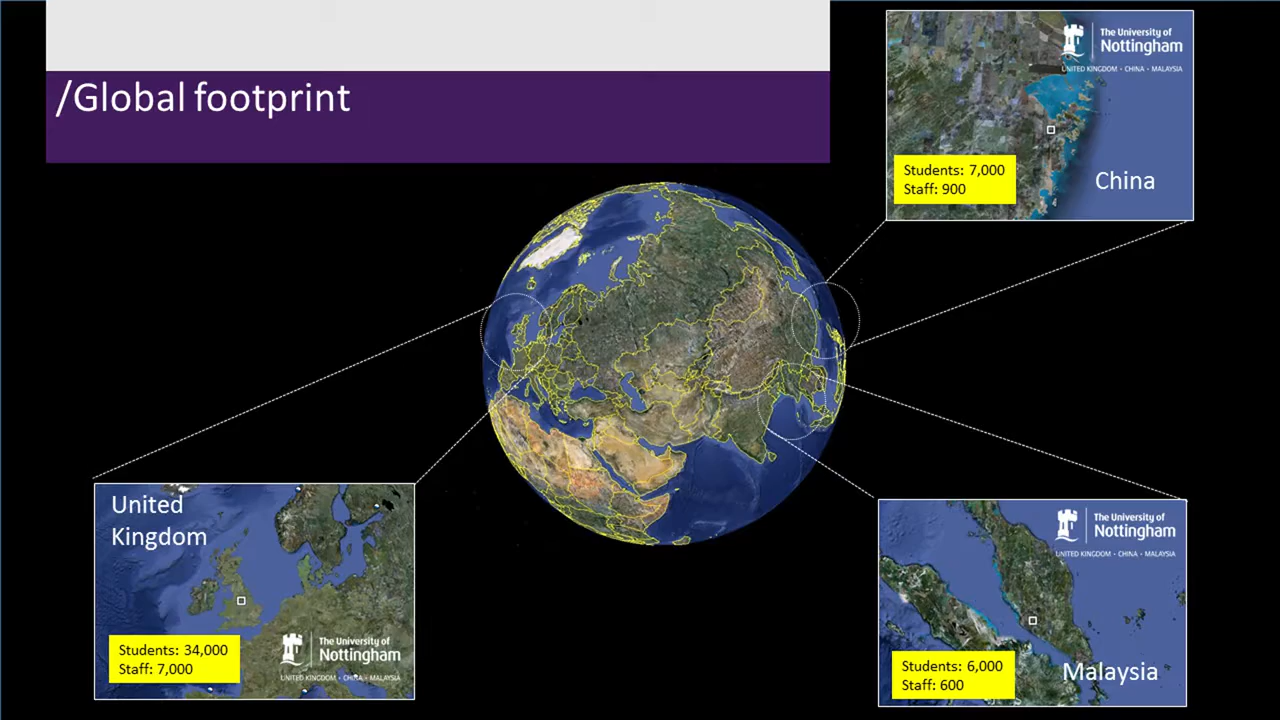 /Global footprint
The University of
Nottingham
UNITED KINGDOM • CHINA • MALAYSIA
Students: 7,000
Staff: 900
China
United
Kingdom
Students: 34,000
Staff: 7,000
The University of
Nottingham
UNITED KINGDOM • CHINA • MALAYSIA
The University of
Nottingham
UNITED KINGDOM • CHINA • MALAYSIA
Students: 6,000
Staff: 600
Malaysia